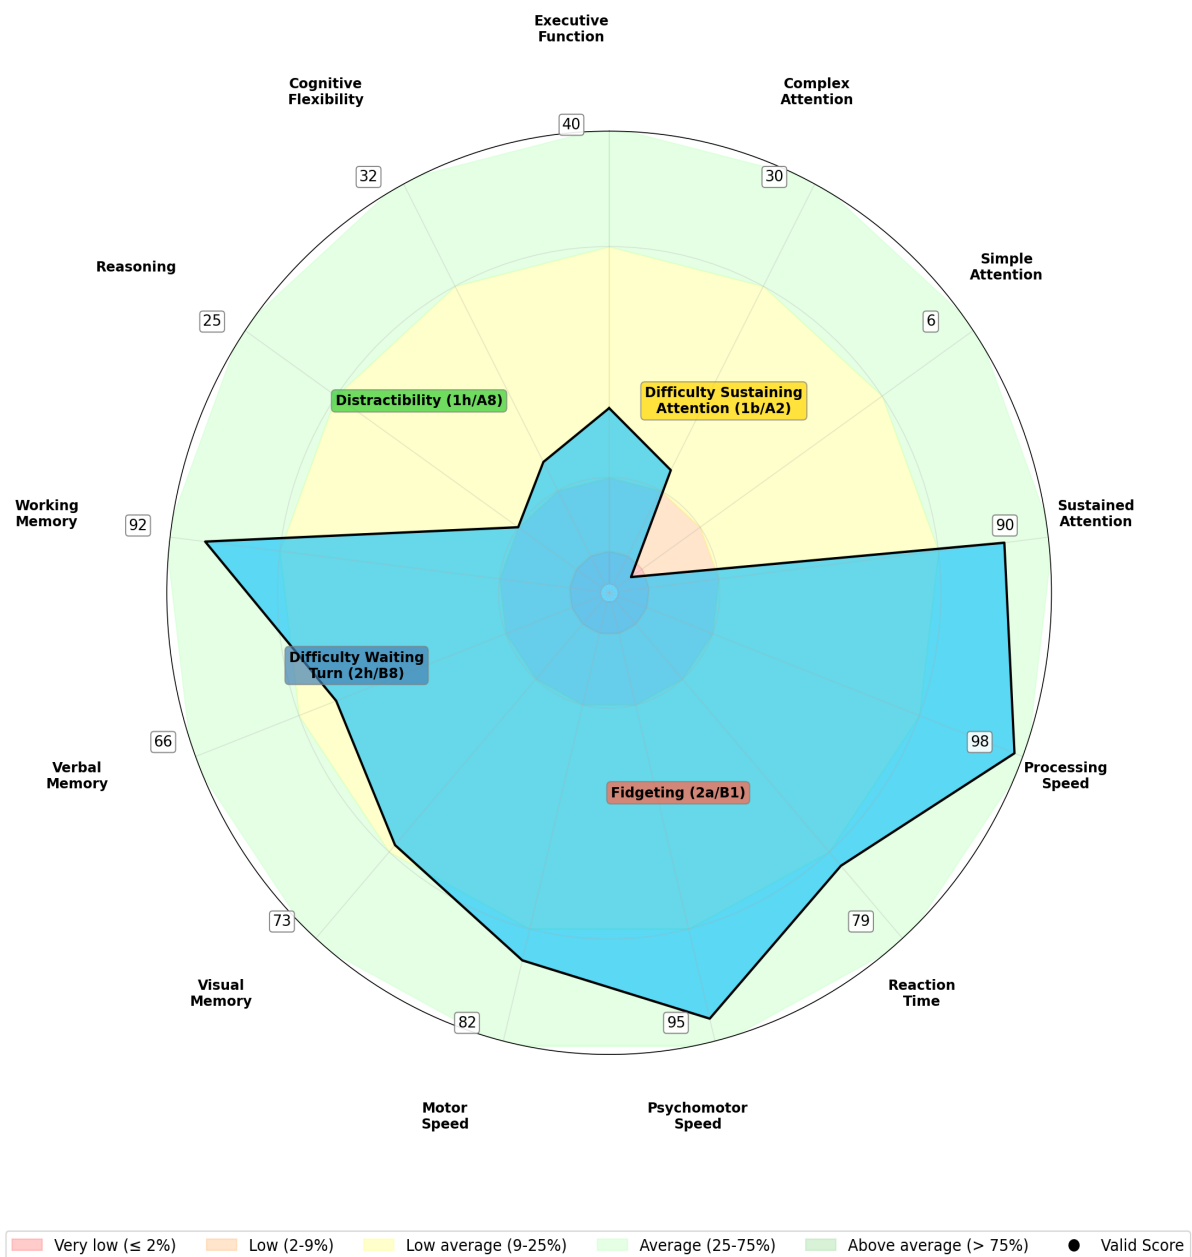 Executive
Function
Cognitive
Flexibility
Complex
Attention
40
32
30
Reasoning
Simple
Attention
25
6
Distractibility (1h/A8)
Difficulty Sustaining
Attention (1b/A2)
Working
Memory
92
90
Sustained
Attention
Difficulty Waiting
Turn (2h/B8)
66
98
Verbal
Memory
Processing
Speed
Fidgeting (2a/B1)
73
79
Visual
Memory
Reaction
Time
82
95
Motor
Speed
Psychomotor
Speed
Very low (≤ 2%) Low (2-9%) Low average (9-25%) Average (25-75%) Above average (> 75%) Valid Score